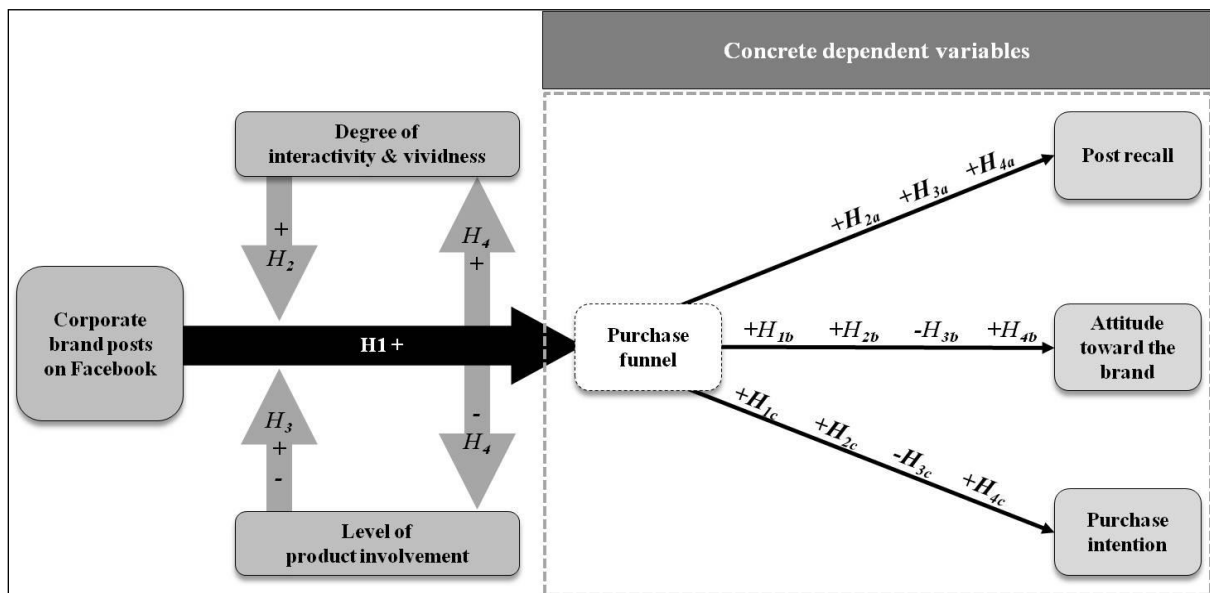 Concrete dependent variables
Degree of
interactivity & vividness
Post recall
+H2a +H3a +H4a
+
H2
H4
+
Corporate
brand posts
on Facebook
H1 +
Purchase
funnel
+H1b +H2b -H3b +H4b
Attitude
toward the
brand
H3
+
-
-
H4
+H1c +H2c -H3c +H4c
Level of
product involvement
Purchase
intention